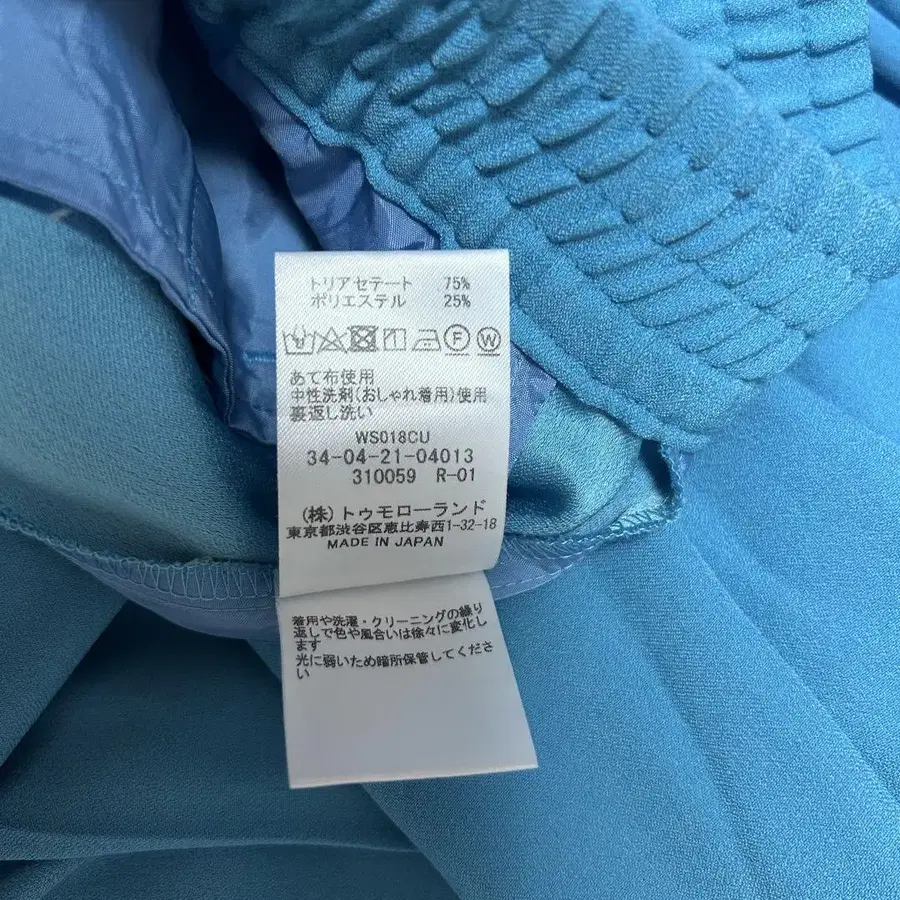 トリアセテート 75%
ポリエステル 25%
F W
あて布使用
中性洗剤(おしゃれ着用)使用
裏返し洗い
WS018CU
34-04-21-04013
310059 R-01
(株)トゥモローランド
東京都渋谷区恵比寿西1-32-18
MADE IN JAPAN
着用や洗濯・クリーニングの繰り
返しで色や風合いは徐々に変化し
ます
光に弱いため暗所保管してくださ
い